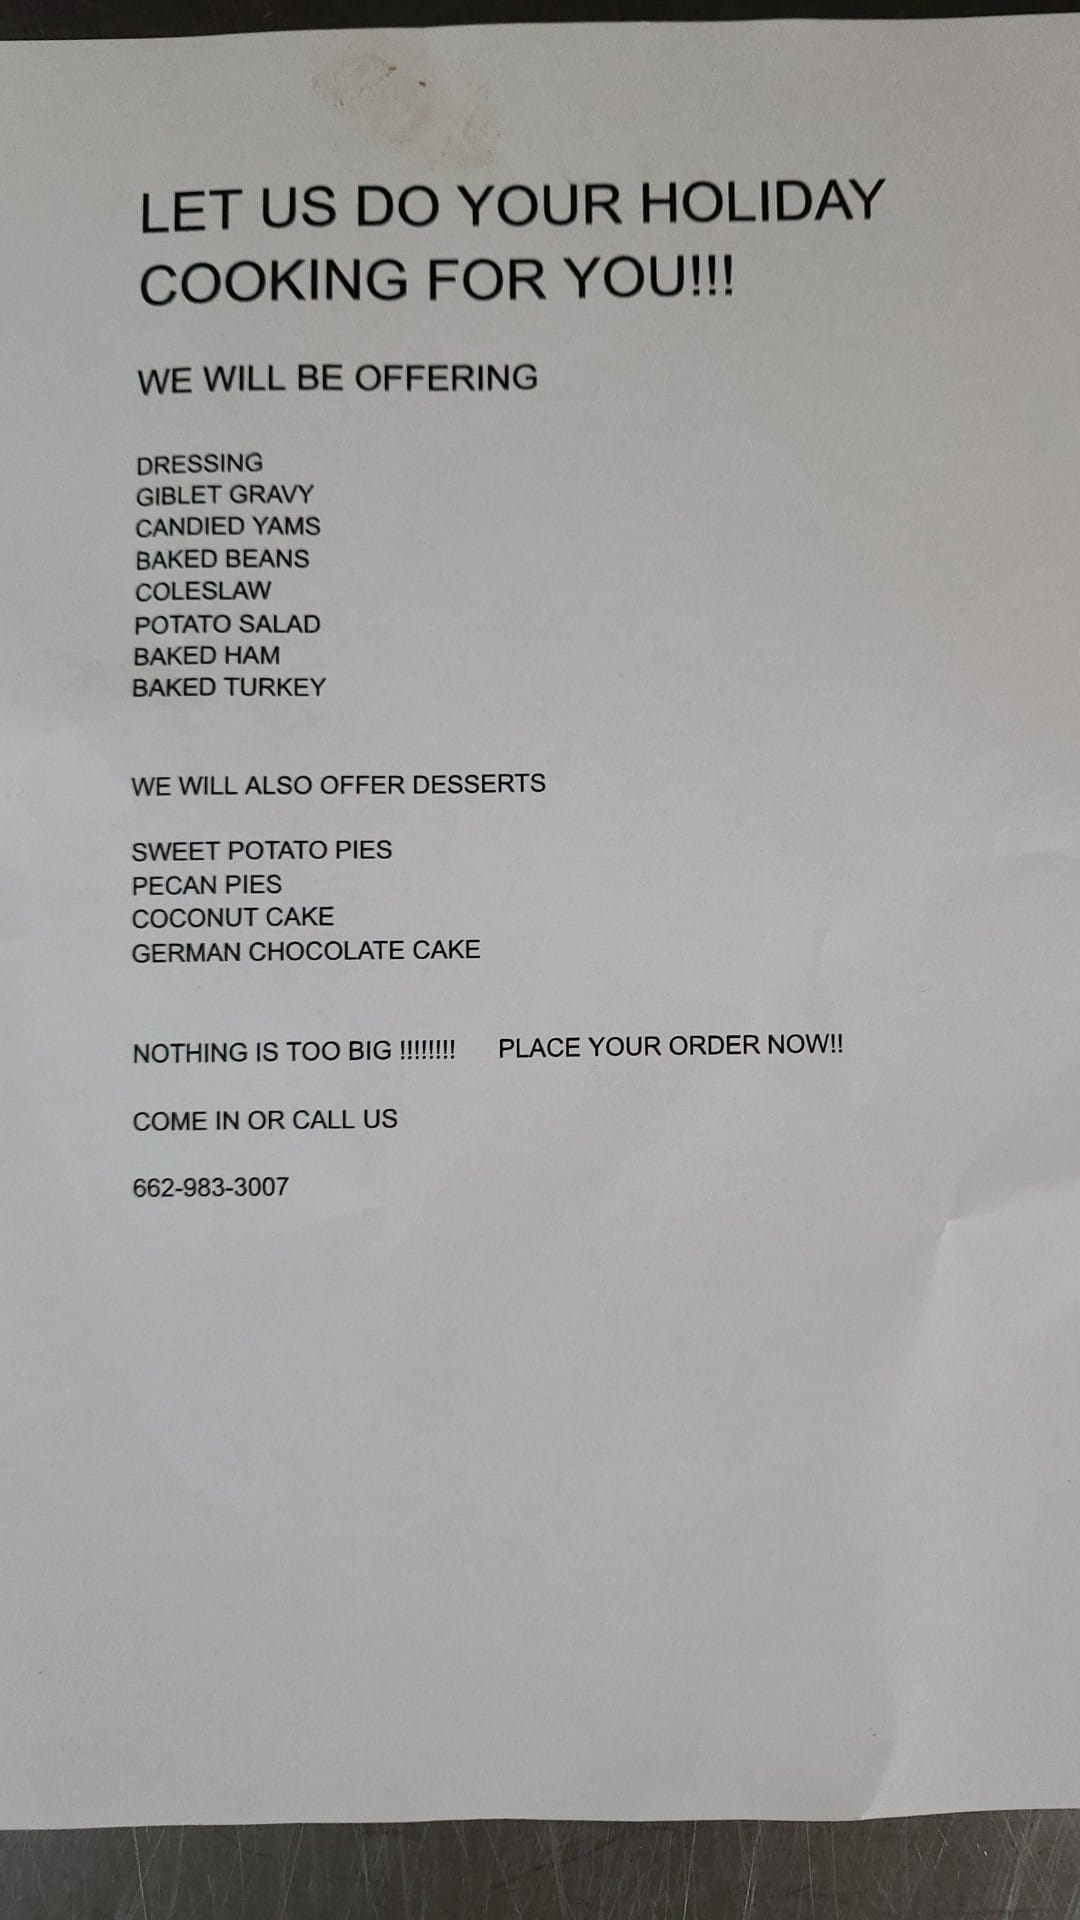 LET US DO YOUR HOLIDAY
COOKING FOR YOU!!!
WE WILL BE OFFERING
DRESSING
GIBLET GRAVY
CANDIED YAMS
BAKED BEANS
COLESLAW
POTATO SALAD
BAKED HAM
BAKED TURKEY
WE WILL ALSO OFFER DESSERTS
SWEET POTATO PIES
PECAN PIES
COCONUT CAKE
GERMAN CHOCOLATE CAKE
NOTHING IS TOO BIG !!!!!!!! PLACE YOUR ORDER NOW!!
COME IN OR CALL US
662-983-3007